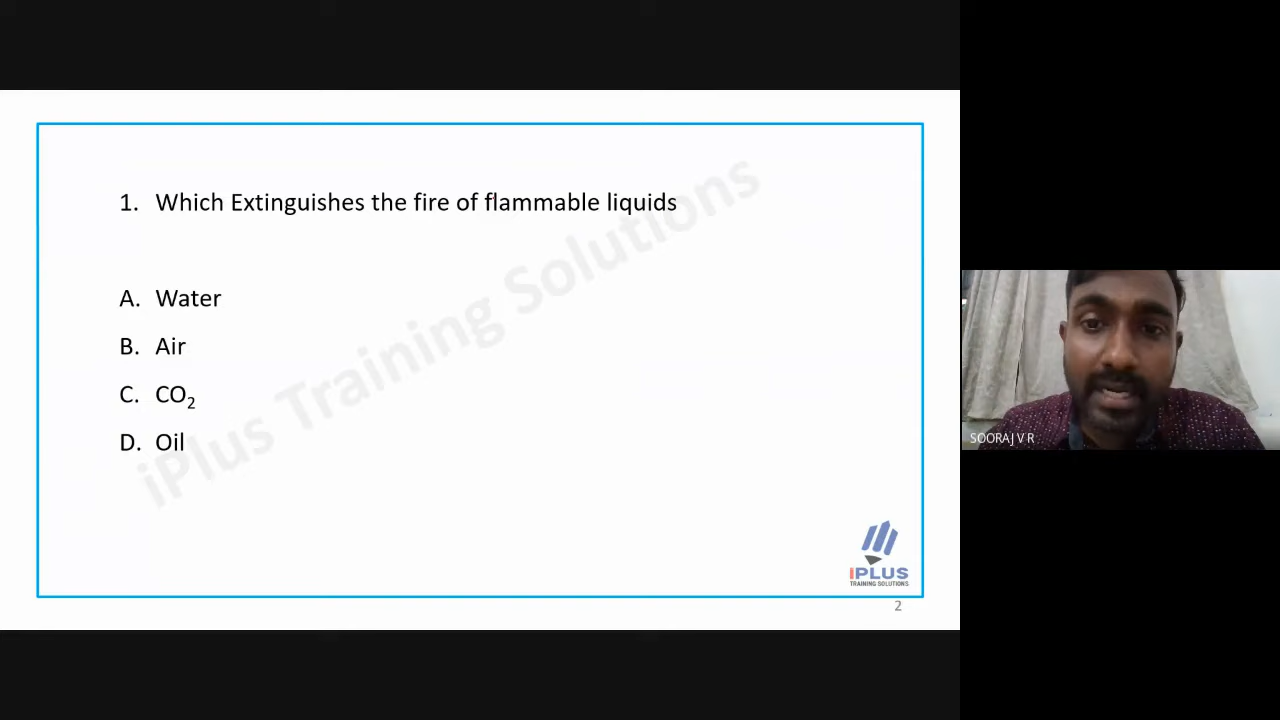 1. Which Extinguishes the fire of flammable liquids
A. Water
B. Air
C. CO₂
D. Oil
iPlus Training Solutions
IPLUS
TRAINING SOLUTIONS
2
SOORAJ V R